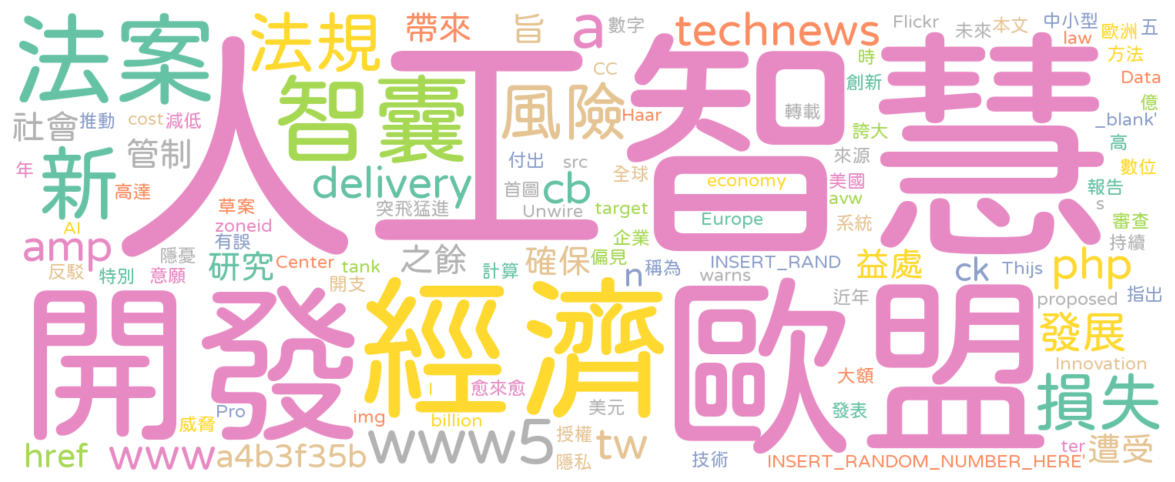 法案
人工智慧
法規
帶來
旨
a
數字
technews
Flickr
未來
本文
中小型
law
五
歐洲
方法
時
創新
Data
億
_blank'
高
智囊
風險
CC
Haar
轉載
誇大
社會
推動
cost
減低
管制
來源
數位
年
新
高達
delivery
付出
src
cb
全球
economy
美國
報告
首圖
突飛猛進
Unwire
target
Europe
avw
系統
s
審查
草案
zoneid
AI
有誤
amp
隱憂
反駁
特別
意願
研究
Center
tank
開支
之餘
計算
確保
企業
偏見
n
稱為
INSERT_RAND
warns
益處
ck
Thijs
php
持續
近年
proposed
指出
開發
經濟
歐盟
發展
Innovation
大額
損失
發表
l
愈來愈
美元
billion
img
Pro
威脅
href
www
a4b3f35b
www5
授權
隱私
tw
技術
INSERT_RANDOM_NUMBER_HERE'
ter
遭受